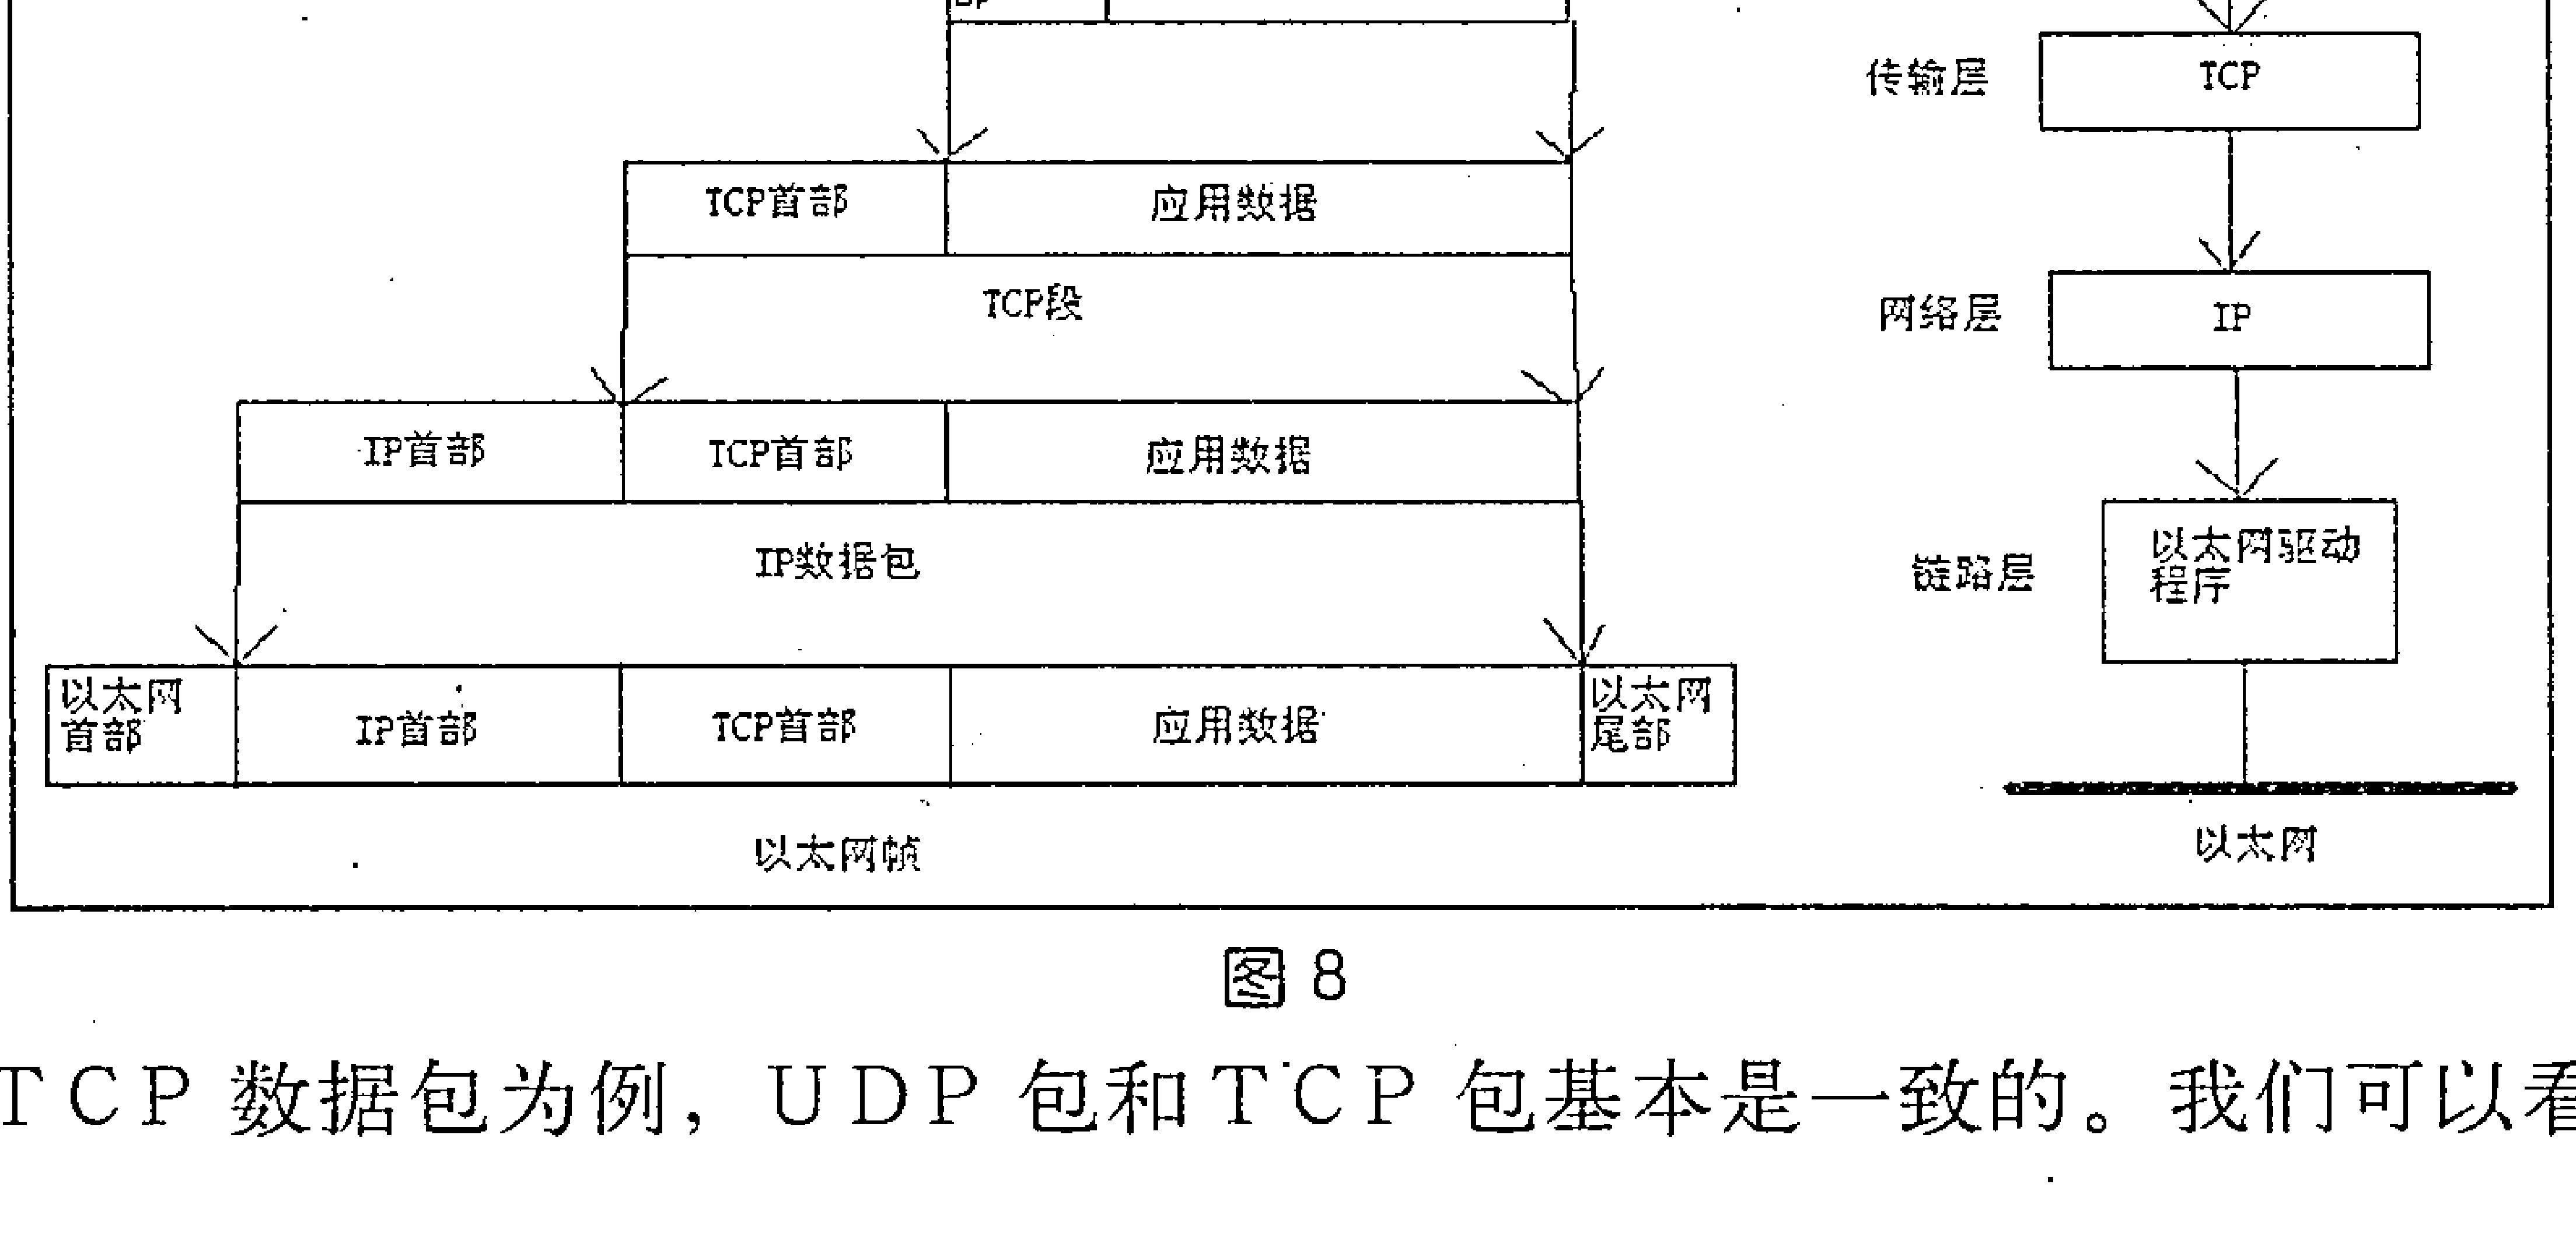 传输层 TCP
TCP首部 应用数据
TCP段
网络层 IP
IP首部 TCP首部 应用数据
IP数据包
链路层
以太网驱动
程序
以太网
首部
IP首部 TCP首部 应用数据
以太网
尾部
以太网帧
以太网
图 8
TCP 数据包为例，UDP 包和TCP 包基本是一致的。我们可以看